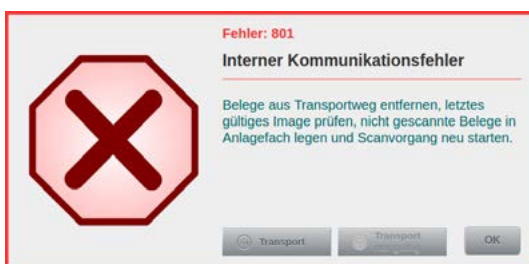 Fehler: 801
Interner Kommunikationsfehler
Belege aus Transportweg entfernen, letztes
gültiges Image prüfen, nicht gescannte Belege in
Anlagefach legen und Scanvorgang neu starten.
Transport
Transport
OK